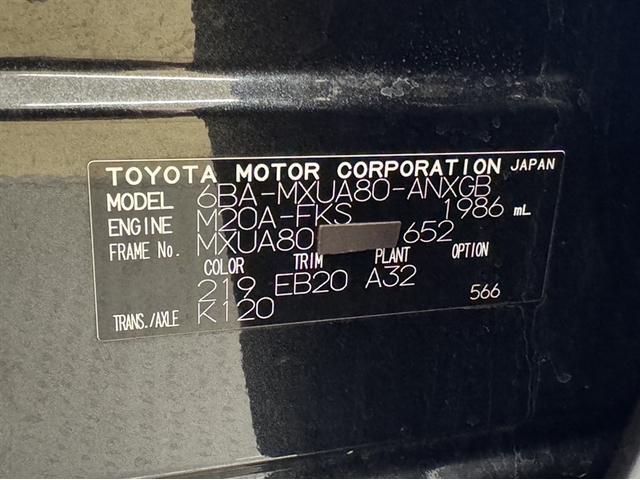 TOYOTA MOTOR CORPORATION JAPAN
MODEL 6BA-MXUA80-ANXGB
ENGINE M20A-FKS 1986 mL
FRAME No. MXUA80 652
COLOR TRIM PLANT OPTION
219 EB20 A32
TRANS./AXLE K120 566